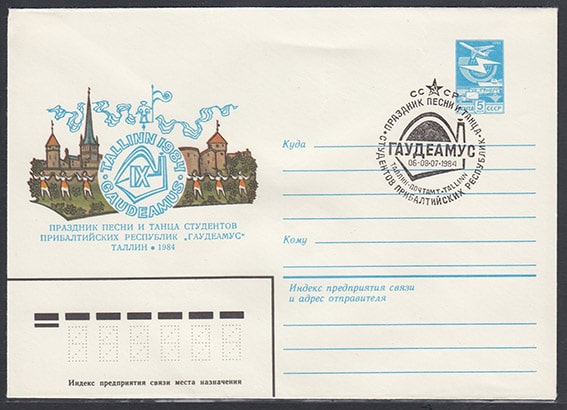 TALLINN 1984
IX
GAUDEAMUS
ПРАЗДНИК ПЕСНИ И ТАНЦА СТУДЕНТОВ
ПРИБАЛТИЙСКИХ РЕСПУБЛИК „ГАУДЕАМУС“
ТАЛЛИН • 1984
5
СССР
СССР
•ПРАЗДНИК ПЕСНИ И ТАНЦА•
СТУДЕНТОВ ПРИБАЛТИЙСКИХ РЕСПУБЛИК
ГАУДЕАМУС
06-08-07-1984
ТАЛЛИН•ПОЧТАМТ•TALLINN
Куда
Кому
Индекс предприятия связи
и адрес отправителя
Индекс предприятия связи места назначения